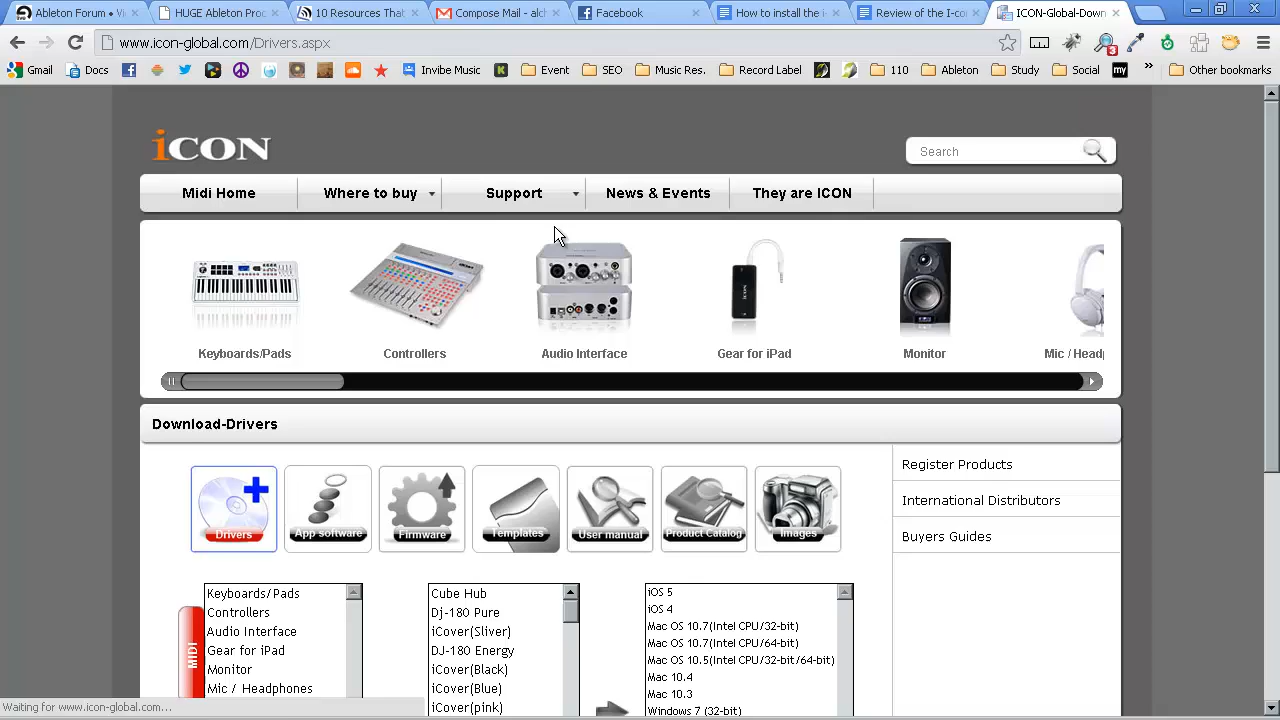 Ableton Forum • Vi
HUGE Ableton Proc
10 Resources That
Compose Mail - alch
Facebook
How to install the i-
Review of the I-con
ICON-Global-Down
www.icon-global.com/Drivers.aspx
3
Gmail
Docs
Invibe Music
Events
SEO
Music Res.
Record Label
110
Ableton
Study
Social
my
»
Other bookmarks
iCON
Search
Midi Home
Where to buy
Support
News & Events
They are ICON
Keyboards/Pads
Controllers
Audio Interface
Gear for iPad
Monitor
Mic / Head
Download-Drivers
Drivers
App software
Firmware
Templates
User manual
Product Catalog
Images
Register Products
International Distributors
Buyers Guides
MIDI
Keyboards/Pads
Controllers
Audio Interface
Gear for iPad
Monitor
Mic / Headphones
Cube Hub
Dj-180 Pure
iCover(Sliver)
DJ-180 Energy
iCover(Black)
iCover(Blue)
iCover(pink)
iOS 5
iOS 4
Mac OS 10.7(Intel CPU/32-bit)
Mac OS 10.7(Intel CPU/64-bit)
Mac OS 10.5(Intel CPU/32-bit/64-bit)
Mac 10.4
Mac 10.3
Windows 7 (32-bit)
Waiting for www.icon-global.com...